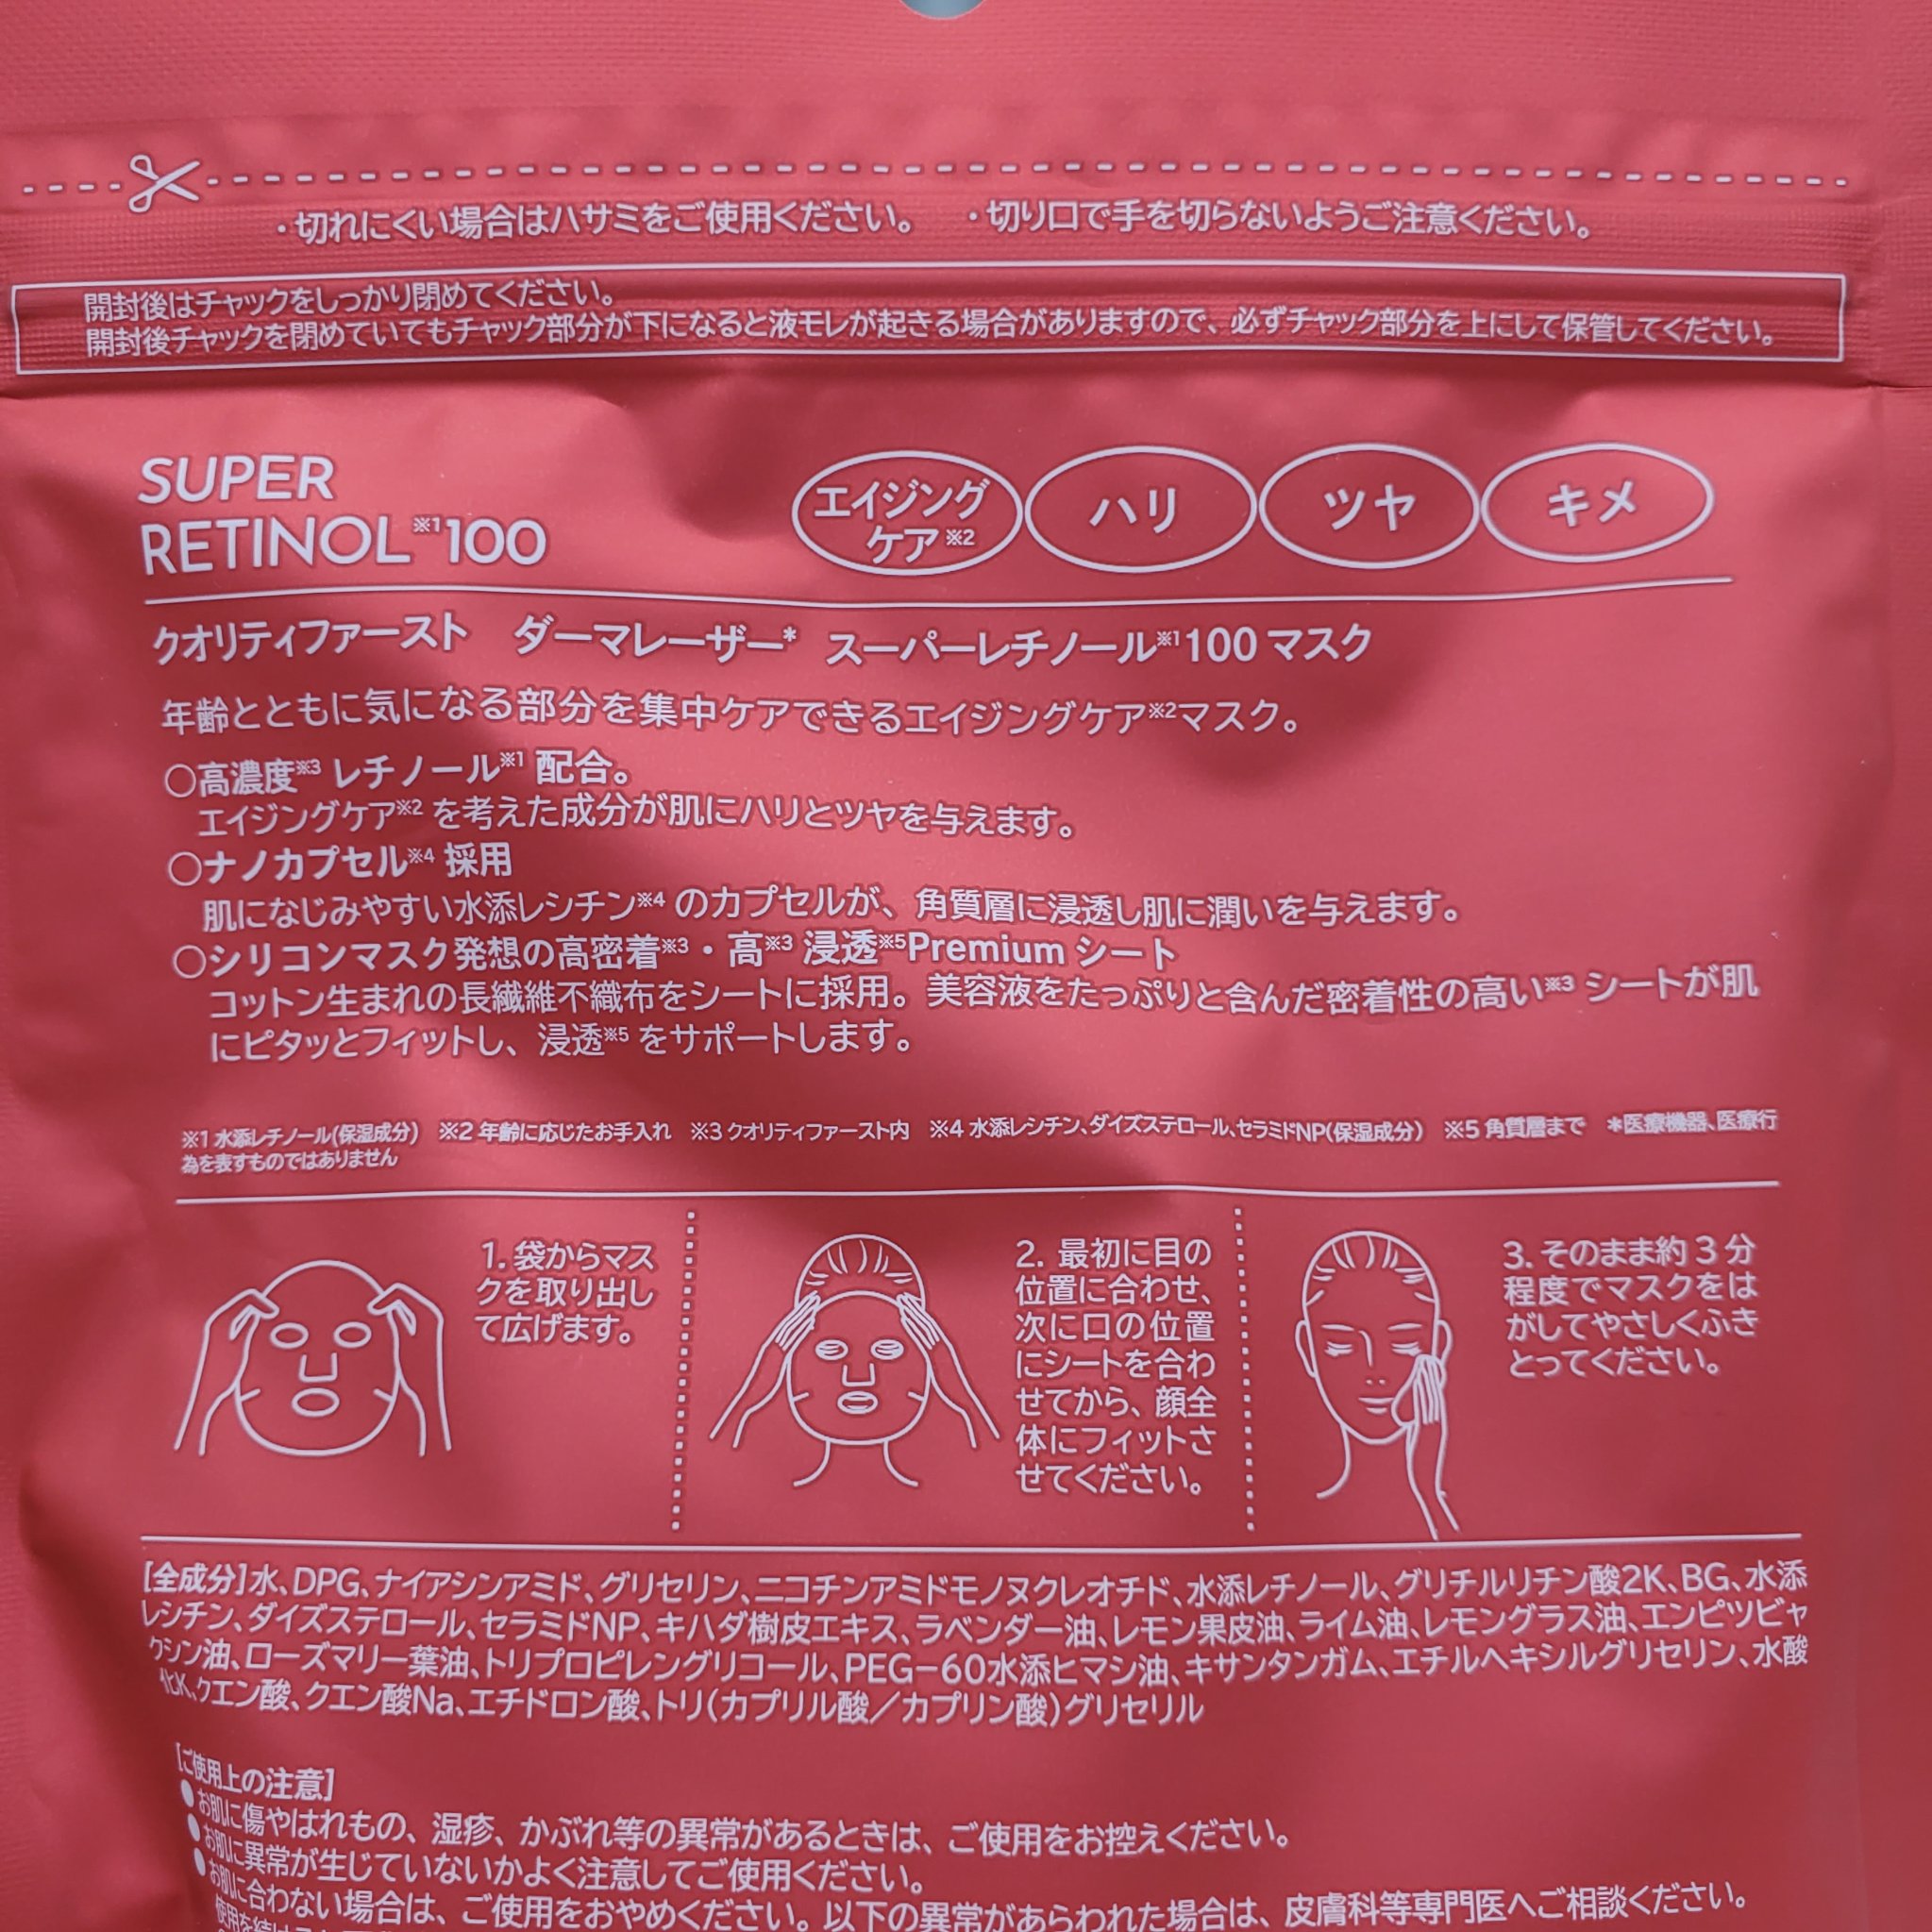 ・切れにくい場合はハサミをご使用ください。 ・切り口で手を切らないようご注意ください。
開封後はチャックをしっかり閉めてください。
開封後チャックを閉めていてもチャック部分が下になると液モレが起きる場合がありますので、必ずチャック部分を上にして保管してください。
SUPER
RETINOL※1100
エイジング
ケア※2
ハリ
ツヤ
キメ
クオリティファースト ダーマレーザー* スーパーレチノール※1100マスク
年齢とともに気になる部分を集中ケアできるエイジングケア※2マスク。
○高濃度※3 レチノール※1 配合。
エイジングケア※2 を考えた成分が肌にハリとツヤを与えます。
○ナノカプセル※4 採用
肌になじみやすい水添レシチン※4 のカプセルが、角質層に浸透し肌に潤いを与えます。
○シリコンマスク発想の高密着※3・高※3 浸透※5Premium シート
コットン生まれの長繊維不織布をシートに採用。美容液をたっぷりと含んだ密着性の高い※3 シートが肌
にピタッとフィットし、浸透※5 をサポートします。
※1 水添レチノール(保湿成分) ※2 年齢に応じたお手入れ ※3 クオリティファースト内 ※4 水添レシチン、ダイズステロール、セラミドNP(保湿成分) ※5 角質層まで *医療機器、医療行
為を表すものではありません
1. 袋からマス
クを取り出し
て広げます。
2. 最初に目の
位置に合わせ、
次に口の位置
にシートを合わ
せてから、顔全
体にフィットさ
せてください。
3. そのまま約3分
程度でマスクをは
がしてやさしくふき
とってください。
[全成分]水、DPG、ナイアシンアミド、グリセリン、ニコチンアミドモノヌクレオチド、水添レチノール、グリチルリチン酸2K、BG、水添
レシチン、ダイズステロール、セラミドNP、キハダ樹皮エキス、ラベンダー油、レモン果皮油、ライム油、レモングラス油、エンピツビャ
クシン油、ローズマリー葉油、トリプロピレングリコール、PEG-60水添ヒマシ油、キサンタンガム、エチルヘキシルグリセリン、水酸
化K、クエン酸、クエン酸Na、エチドロン酸、トリ(カプリル酸/カプリン酸)グリセリル
[ご使用上の注意]
●お肌に傷やはれもの、湿疹、かぶれ等の異常があるときは、ご使用をお控えください。
●お肌に異常が生じていないかよく注意してご使用ください。
●お肌に合わない場合は、ご使用をおやめください。以下の異常があらわれた場合は、皮膚科等専門医へご相談ください。